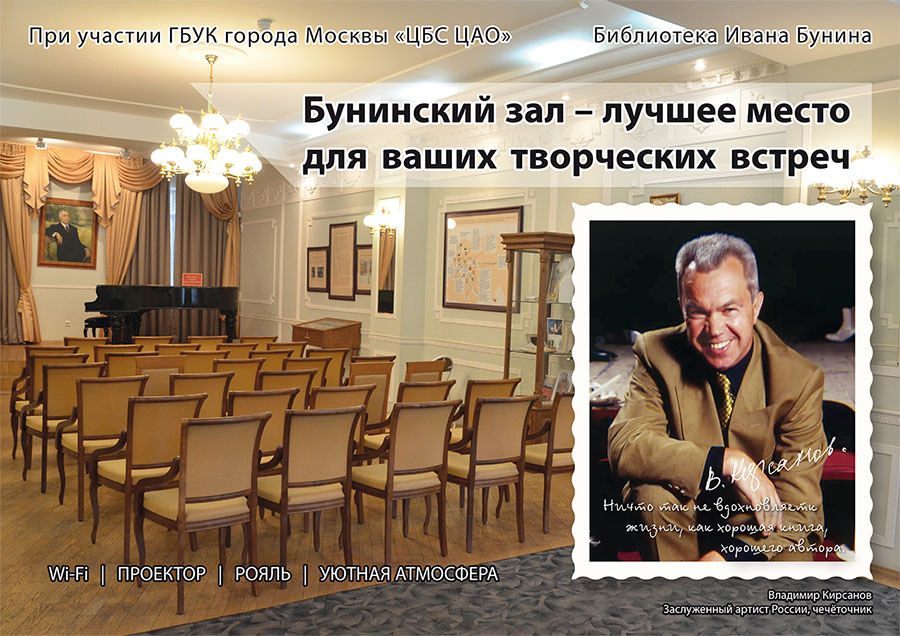 При участии ГБУК города Москвы «ЦБС ЦАО»
Библиотека Ивана Бунина
Бунинский зал – лучшее место
для ваших творческих встреч
В. Кирсанов.
Ничто так не вдохновляетк
жизни, как хорошая книга,
хорошего автора.
Wi-Fi | ПРОЕКТОР | РОЯЛЬ | УЮТНАЯ АТМОСФЕРА
Владимир Кирсанов
Заслуженный артист России, чечёточник